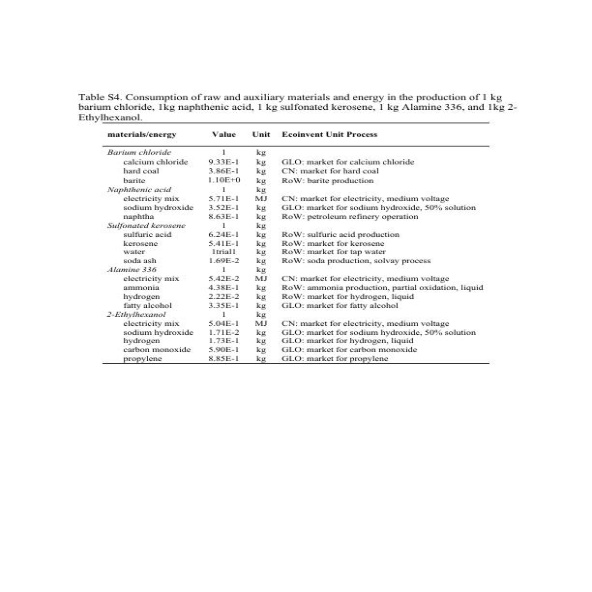 Table S4. Consumption of raw and auxiliary materials and energy in the production of 1 kg
barium chloride, 1kg naphthenic acid, 1 kg sulfonated kerosene, 1 kg Alamine 336, and 1kg 2-
Ethylhexanol.
materials/energy Value Unit Ecoinvent Unit Process
Barium chloride 1 kg
calcium chloride 9.33E-1 kg GLO: market for calcium chloride
hard coal 3.86E-1 kg CN: market for hard coal
barite 1.10E+0 kg RoW: barite production
Naphthenic acid 1 kg
electricity mix 5.71E-1 MJ CN: market for electricity, medium voltage
sodium hydroxide 3.52E-1 kg GLO: market for sodium hydroxide, 50% solution
naphtha 8.63E-1 kg RoW: petroleum refinery operation
Sulfonated kerosene 1 kg
sulfuric acid 6.24E-1 kg RoW: sulfuric acid production
kerosene 5.41E-1 kg RoW: market for kerosene
water 1trial1 kg RoW: market for tap water
soda ash 1.69E-2 kg RoW: soda production, solvay process
Alamine 336 1 kg
electricity mix 5.42E-2 MJ CN: market for electricity, medium voltage
ammonia 4.38E-1 kg RoW: ammonia production, partial oxidation, liquid
hydrogen 2.22E-2 kg RoW: market for hydrogen, liquid
fatty alcohol 3.35E-1 kg GLO: market for fatty alcohol
2-Ethylhexanol 1 kg
electricity mix 5.04E-1 MJ CN: market for electricity, medium voltage
sodium hydroxide 1.71E-2 kg GLO: market for sodium hydroxide, 50% solution
hydrogen 1.73E-1 kg GLO: market for hydrogen, liquid
carbon monoxide 5.90E-1 kg GLO: market for carbon monoxide
propylene 8.85E-1 kg GLO: market for propylene